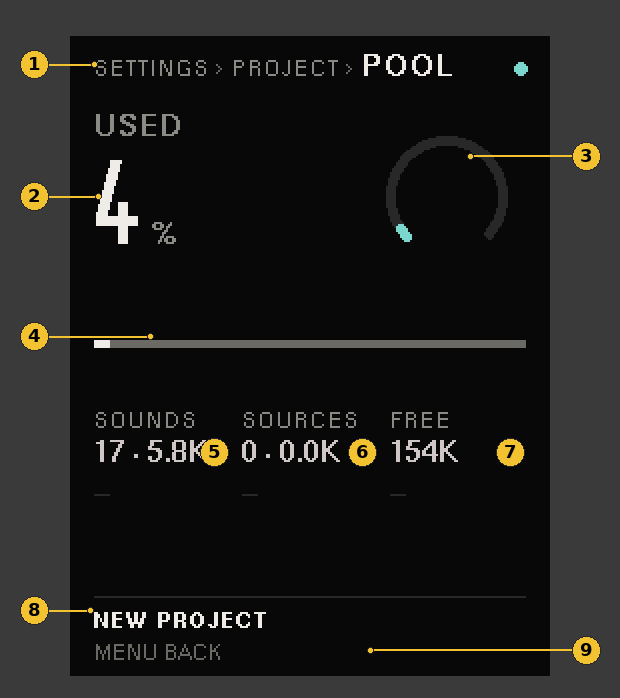 1 SETTINGS › PROJECT › POOL
USED
2 4 % 3
4
SOUNDS SOURCES FREE
17 · 5.8K 5 0 · 0.0K 6 154K 7
8 NEW PROJECT
MENU BACK 9